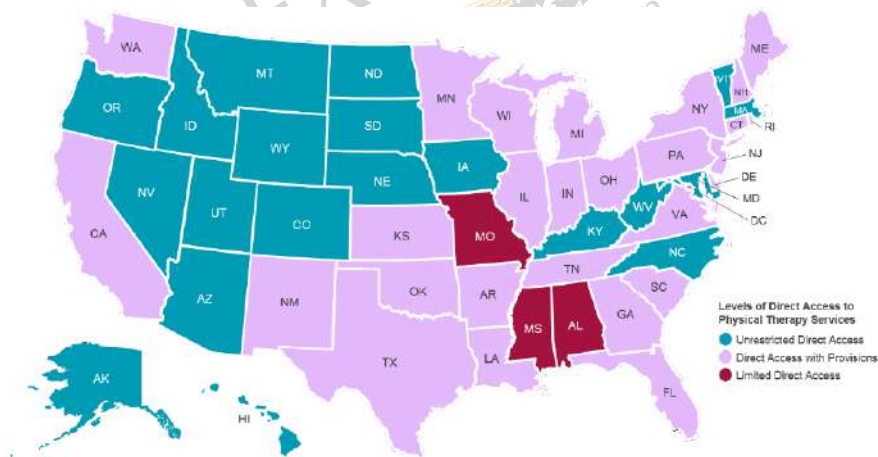 WA
MT
ND
MN
ME
VT
NH
OR
ID
SD
WI
MI
NY
MA
CT
RI
WY
IA
PA
NJ
NV
NE
IL
IN
OH
DE
MD
UT
CO
WV
VA
DC
CA
KS
MO
KY
NC
AZ
NM
OK
AR
TN
SC
MS
AL
GA
TX
LA
FL
AK
HI
Levels of Direct Access to
Physical Therapy Services
Unrestricted Direct Access
Direct Access with Provisions
Limited Direct Access